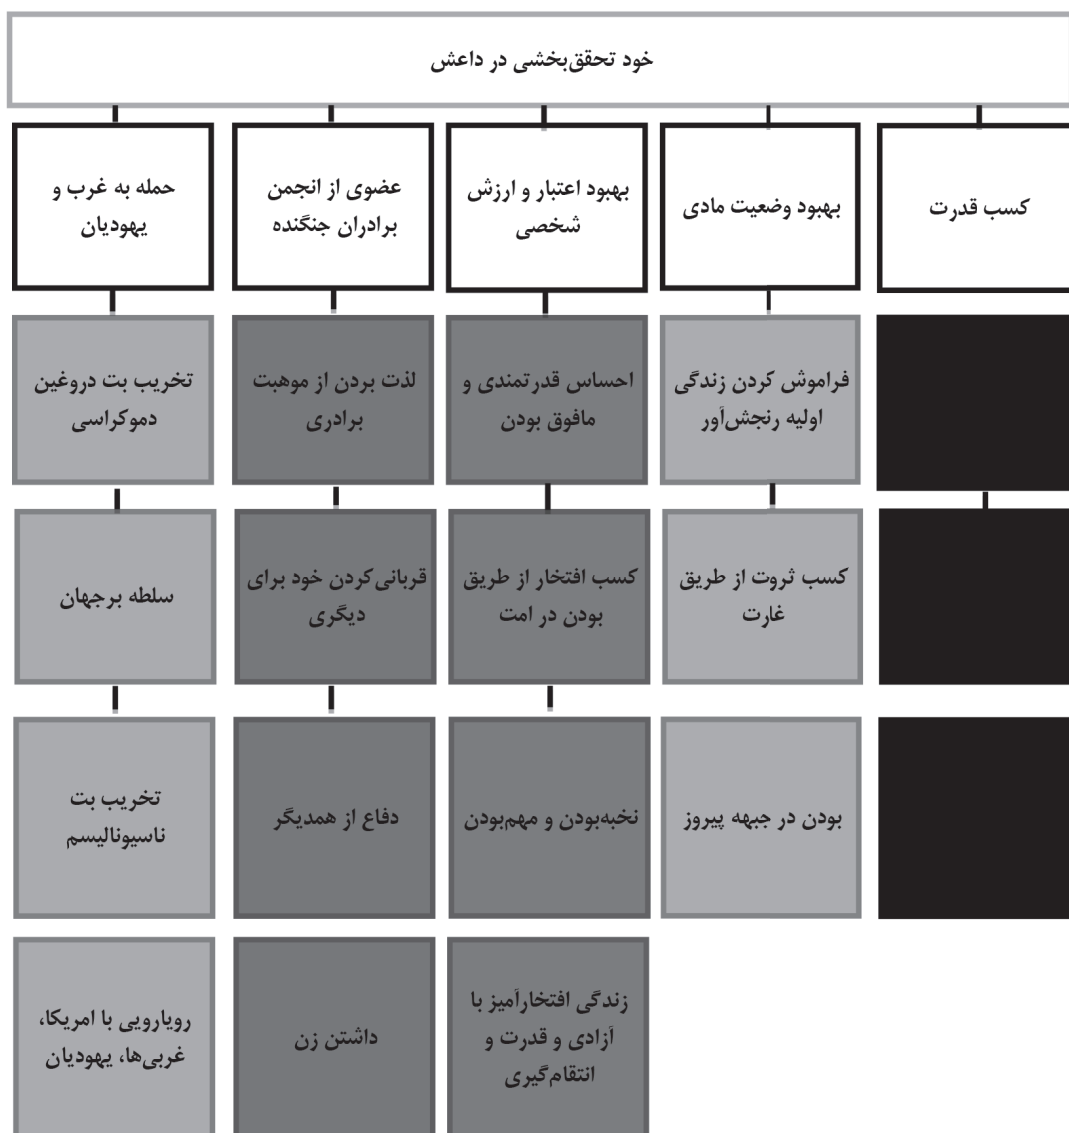 خود تحقق‌بخشی در داعش
کسب قدرت
بهبود وضعیت مادی
بهبود اعتبار و ارزش
شخصی
عضوی از انجمن
برادران جنگنده
حمله به غرب و
یهودیان
فراموش کردن زندگی
اولیه رنجش‌آور
احساس قدرتمندی و
مافوق بودن
لذت بردن از موهبت
برادری
تخریب بت دروغین
دموکراسی
کسب ثروت از طریق
غارت
کسب افتخار از طریق
بودن در امت
قربانی‌کردن خود برای
دیگری
سلطه برجهان
بودن در جبهه پیروز
نخبه‌بودن و مهم‌بودن
دفاع از همدیگر
تخریب بت
ناسیونالیسم
زندگی افتخارآمیز با
آزادی و قدرت و
انتقام‌گیری
داشتن زن
رویارویی با امریکا،
غربی‌ها، یهودیان